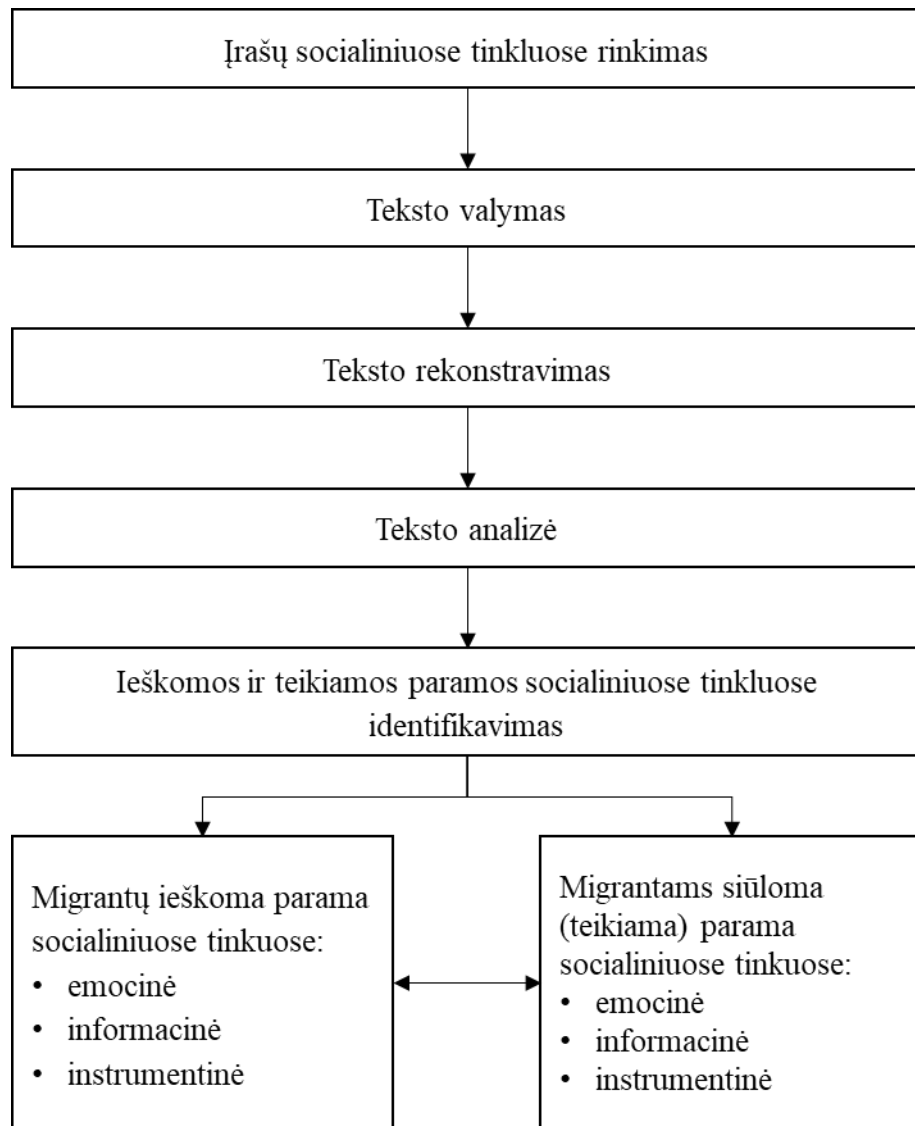 Įrašų socialiniuose tinkluose rinkimas
Teksto valymas
Teksto rekonstravimas
Teksto analizė
Ieškomos ir teikiamos paramos socialiniuose tinkluose
identifikavimas
Migrantų ieškoma parama
socialiniuose tinkuose:
• emocinė
• informacinė
• instrumentinė
Migrantams siūloma
(teikiama) parama
socialiniuose tinkuose:
• emocinė
• informacinė
• instrumentinė